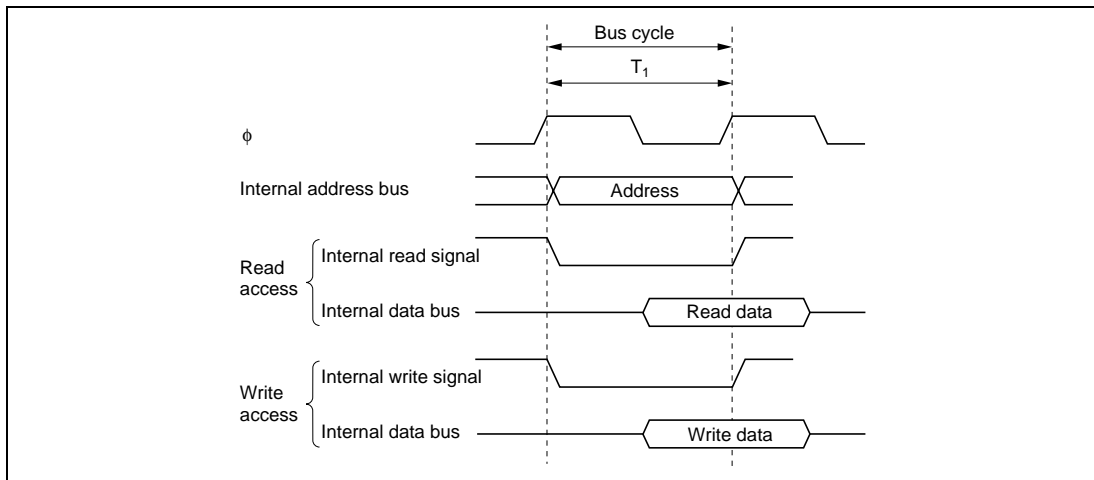 Bus cycle
T₁
ϕ
Internal address bus
Address
Read
access
Internal read signal
Internal data bus
Read data
Write
access
Internal write signal
Internal data bus
Write data